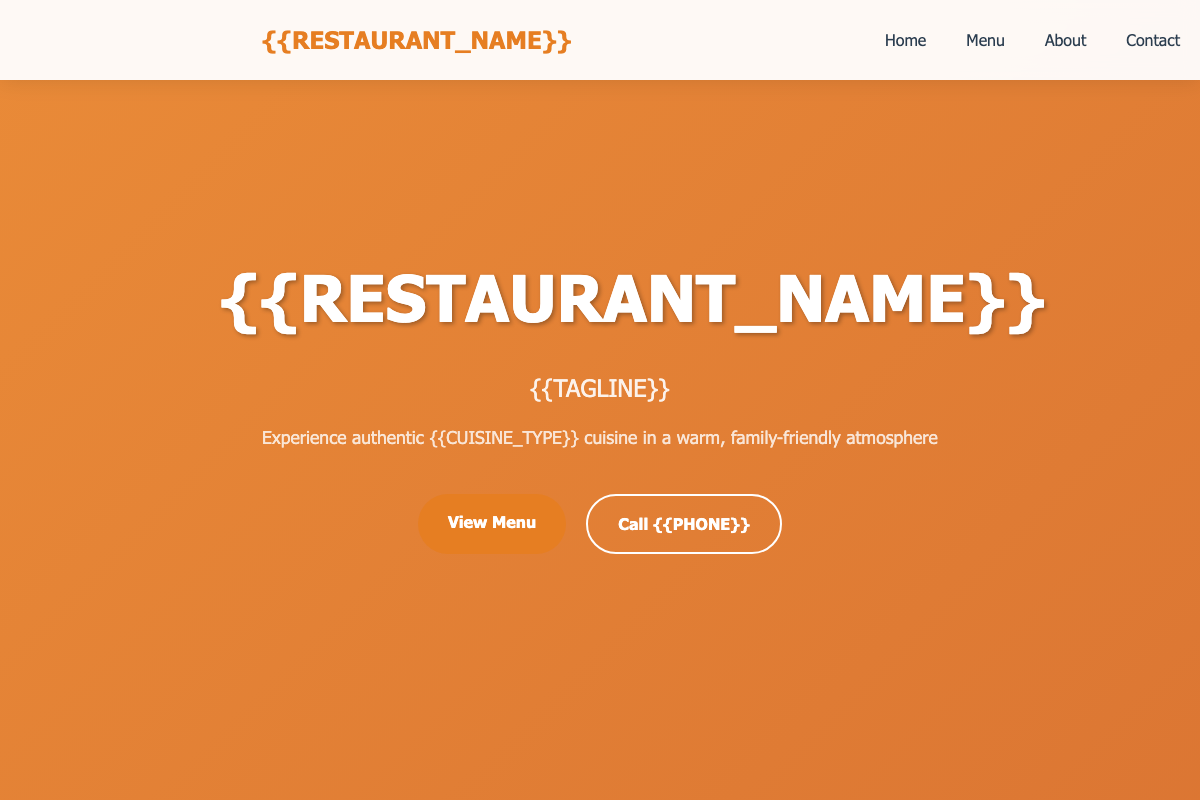 {{RESTAURANT_NAME}}
Home Menu About Contact
{{RESTAURANT_NAME}}
{{TAGLINE}}
Experience authentic {{CUISINE_TYPE}} cuisine in a warm, family-friendly atmosphere
View Menu
Call {{PHONE}}